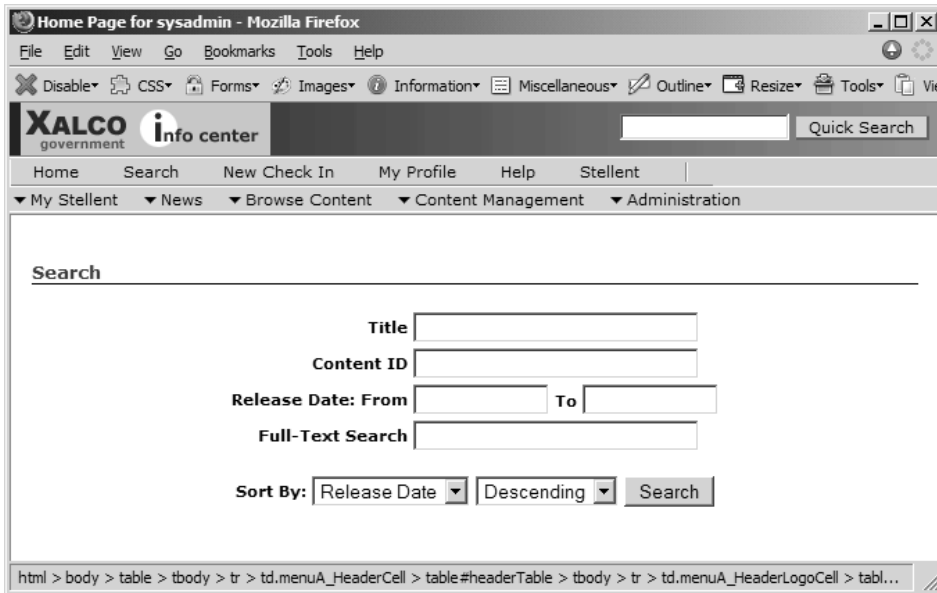 Home Page for sysadmin - Mozilla Firefox
File Edit View Go Bookmarks Tools Help
Disable CSS Forms Images Information Miscellaneous Outline Resize Tools Vie
XALCO government info center Quick Search
Home Search New Check In My Profile Help Stellent
My Stellent News Browse Content Content Management Administration
Search
Title
Content ID
Release Date: From To
Full-Text Search
Sort By: Release Date Descending Search
html > body > table > tbody > tr > td.menuA_HeaderCell > table#headerTable > tbody > tr > td.menuA_HeaderLogoCell > tabl...